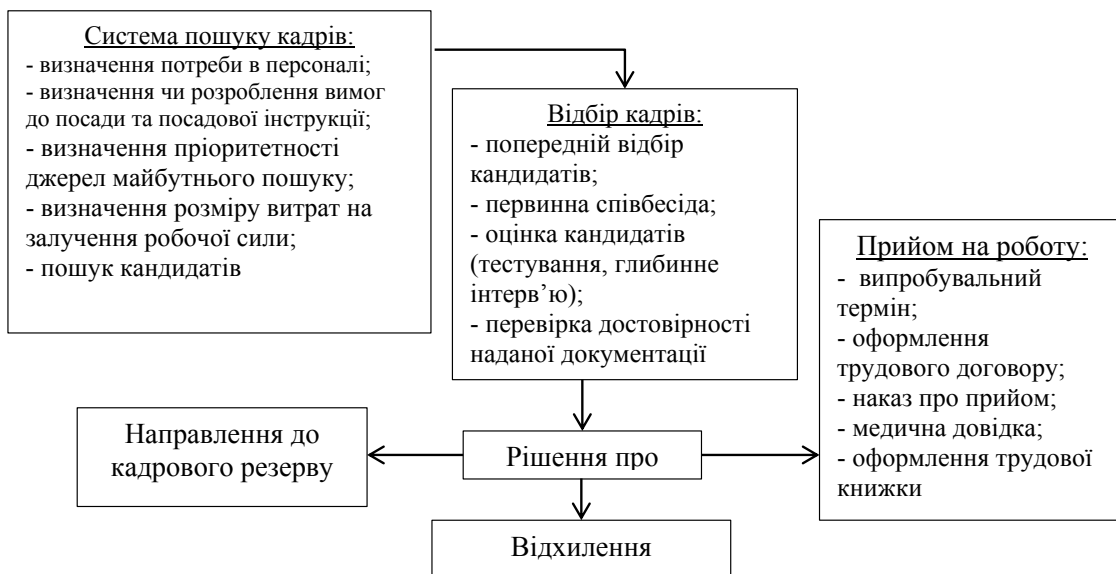 Система пошуку кадрів:
- визначення потреби в персоналі;
- визначення чи розроблення вимог
до посади та посадової інструкції;
- визначення пріоритетності
джерел майбутнього пошуку;
- визначення розміру витрат на
залучення робочої сили;
- пошук кандидатів
Відбір кадрів:
- попередній відбір
кандидатів;
- первинна співбесіда;
- оцінка кандидатів
(тестування, глибинне
інтерв’ю);
- перевірка достовірності
наданої документації
Прийом на роботу:
- випробувальний
термін;
- оформлення
трудового договору;
- наказ про прийом;
- медична довідка;
- оформлення трудової
книжки
Направлення до
кадрового резерву
Рішення про
Відхилення